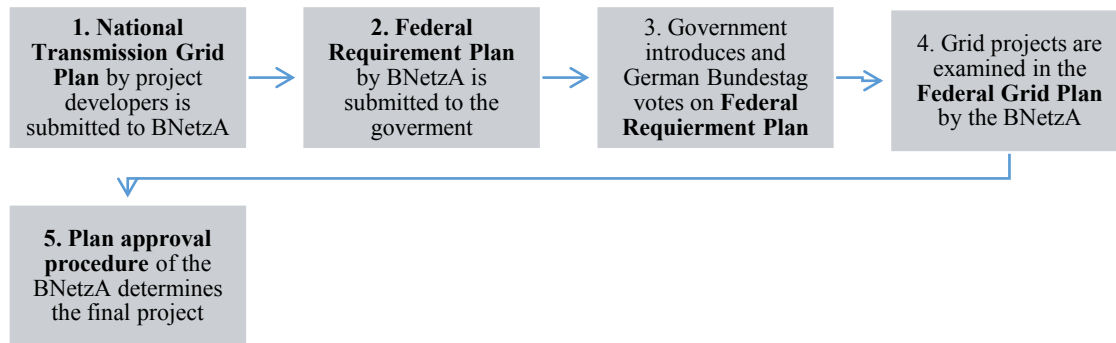 1. National
Transmission Grid
Plan by project
developers is
submitted to BNetzA
2. Federal
Requirement Plan
by BNetzA is
submitted to the
goverment
3. Government
introduces and
German Bundestag
votes on Federal
Requierment Plan
4. Grid projects are
examined in the
Federal Grid Plan
by the BNetzA
5. Plan approval
procedure of the
BNetzA determines
the final project